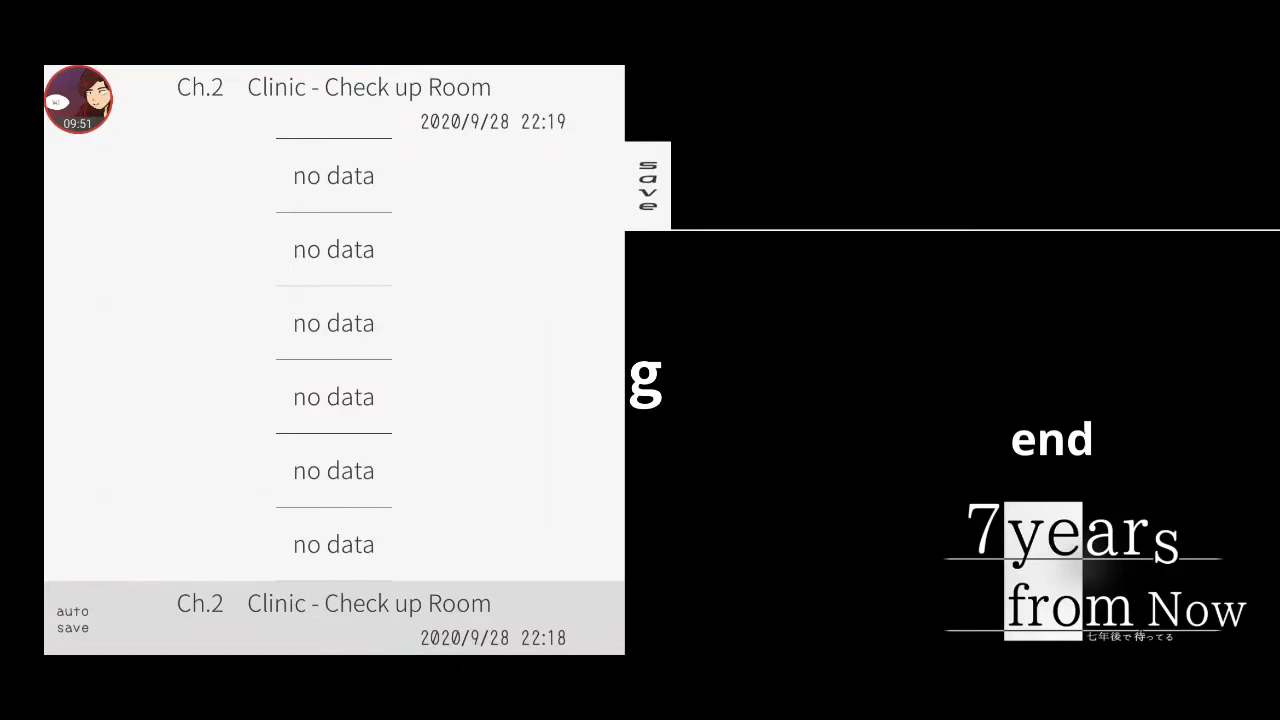 Ch.2 Clinic - Check up Room
2020/9/28 22:19
09:51
no data
no data
no data
no data
no data
no data
auto save
Ch.2 Clinic - Check up Room
2020/9/28 22:18
save
g
end
7years
from Now
七年後で待ってる